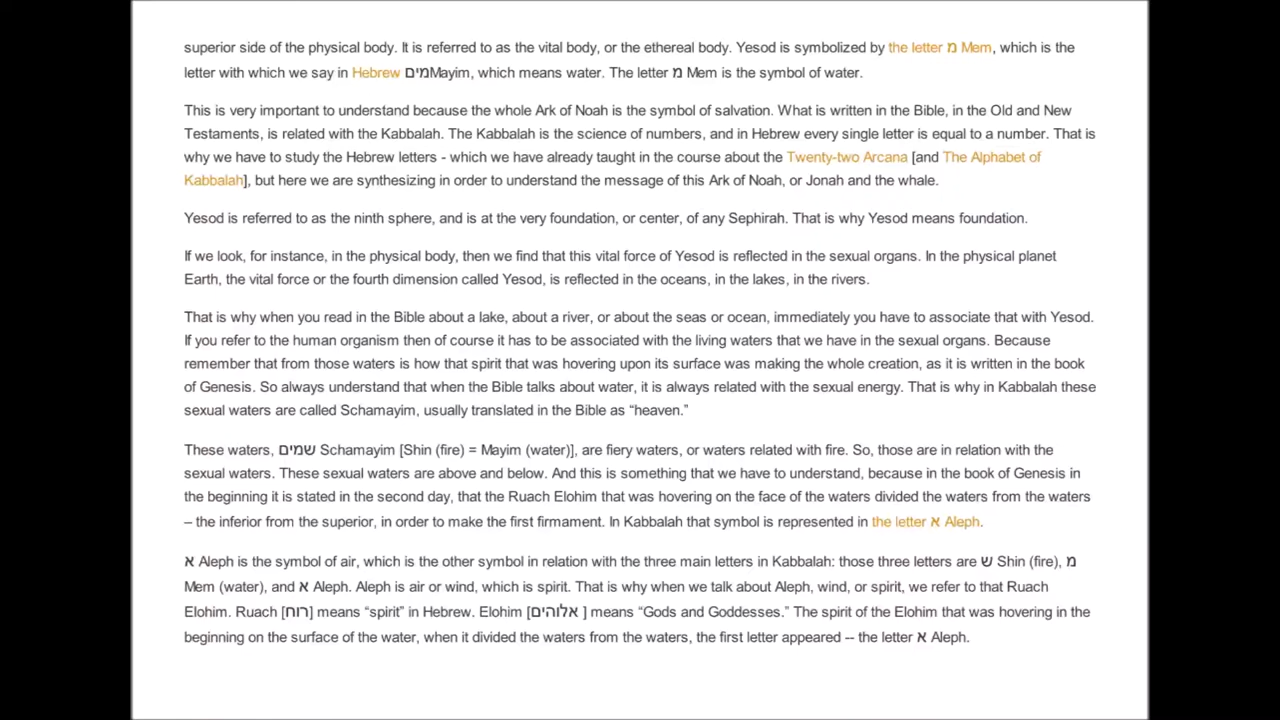 superior side of the physical body. It is referred to as the vital body, or the ethereal body. Yesod is symbolized by the letter מ Mem, which is the
letter with which we say in Hebrew מיםMayim, which means water. The letter מ Mem is the symbol of water.
This is very important to understand because the whole Ark of Noah is the symbol of salvation. What is written in the Bible, in the Old and New
Testaments, is related with the Kabbalah. The Kabbalah is the science of numbers, and in Hebrew every single letter is equal to a number. That is
why we have to study the Hebrew letters - which we have already taught in the course about the Twenty-two Arcana [and The Alphabet of
Kabbalah], but here we are synthesizing in order to understand the message of this Ark of Noah, or Jonah and the whale.
Yesod is referred to as the ninth sphere, and is at the very foundation, or center, of any Sephirah. That is why Yesod means foundation.
If we look, for instance, in the physical body, then we find that this vital force of Yesod is reflected in the sexual organs. In the physical planet
Earth, the vital force or the fourth dimension called Yesod, is reflected in the oceans, in the lakes, in the rivers.
That is why when you read in the Bible about a lake, about a river, or about the seas or ocean, immediately you have to associate that with Yesod.
If you refer to the human organism then of course it has to be associated with the living waters that we have in the sexual organs. Because
remember that from those waters is how that spirit that was hovering upon its surface was making the whole creation, as it is written in the book
of Genesis. So always understand that when the Bible talks about water, it is always related with the sexual energy. That is why in Kabbalah these
sexual waters are called Schamayim, usually translated in the Bible as “heaven.”
These waters, שמים Schamayim [Shin (fire) = Mayim (water)], are fiery waters, or waters related with fire. So, those are in relation with the
sexual waters. These sexual waters are above and below. And this is something that we have to understand, because in the book of Genesis in
the beginning it is stated in the second day, that the Ruach Elohim that was hovering on the face of the waters divided the waters from the waters
– the inferior from the superior, in order to make the first firmament. In Kabbalah that symbol is represented in the letter א Aleph.
א Aleph is the symbol of air, which is the other symbol in relation with the three main letters in Kabbalah: those three letters are ש Shin (fire), מ
Mem (water), and א Aleph. Aleph is air or wind, which is spirit. That is why when we talk about Aleph, wind, or spirit, we refer to that Ruach
Elohim. Ruach [רוח] means “spirit” in Hebrew. Elohim [אלוהים ] means “Gods and Goddesses.” The spirit of the Elohim that was hovering in the
beginning on the surface of the water, when it divided the waters from the waters, the first letter appeared -- the letter א Aleph.